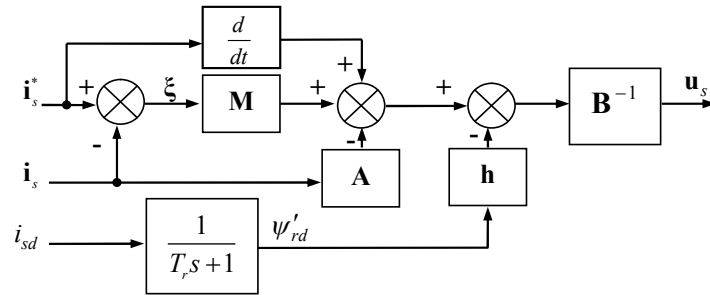 d
dt
i*s
+
ξ
M
+
+
-
+
-
B⁻¹
u_s
-
i_s
A
h
i_sd
1
T_r s + 1
ψ′_rd